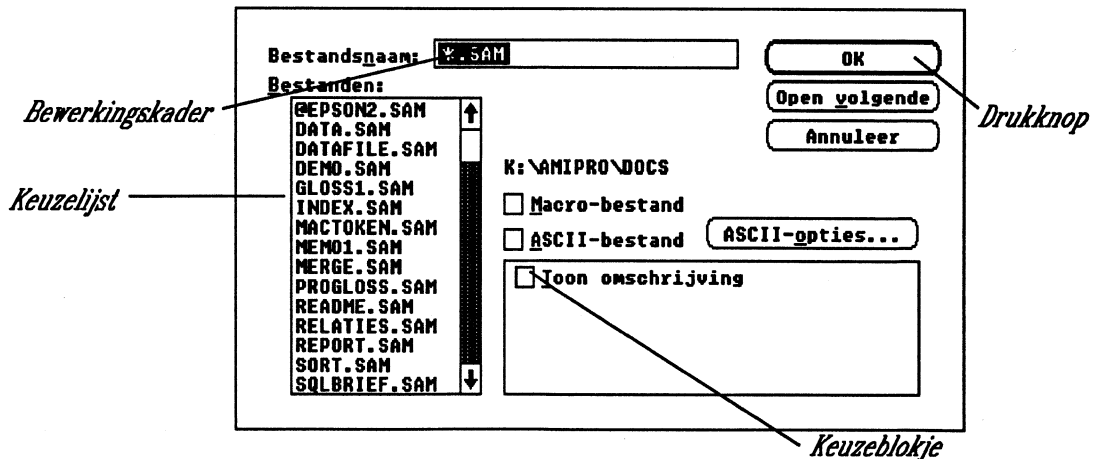 Bestandsnaam: *.SAM
OK
Bestanden:
Open volgende
Bewerkingskader
Drukknop
@EPSON2.SAM
DATA.SAM
Annuleer
DATAFILE.SAM
DEMO.SAM
K:\AMIPRO\DOCS
GLOSS1.SAM
Keuzelijst
INDEX.SAM
Macro-bestand
MACTOKEN.SAM
ASCII-bestand
ASCII-opties...
MEMO1.SAM
MERGE.SAM
Toon omschrijving
PROGLOSS.SAM
README.SAM
RELATIES.SAM
REPORT.SAM
SORT.SAM
SQLBRIEF.SAM
Keuzeblokje